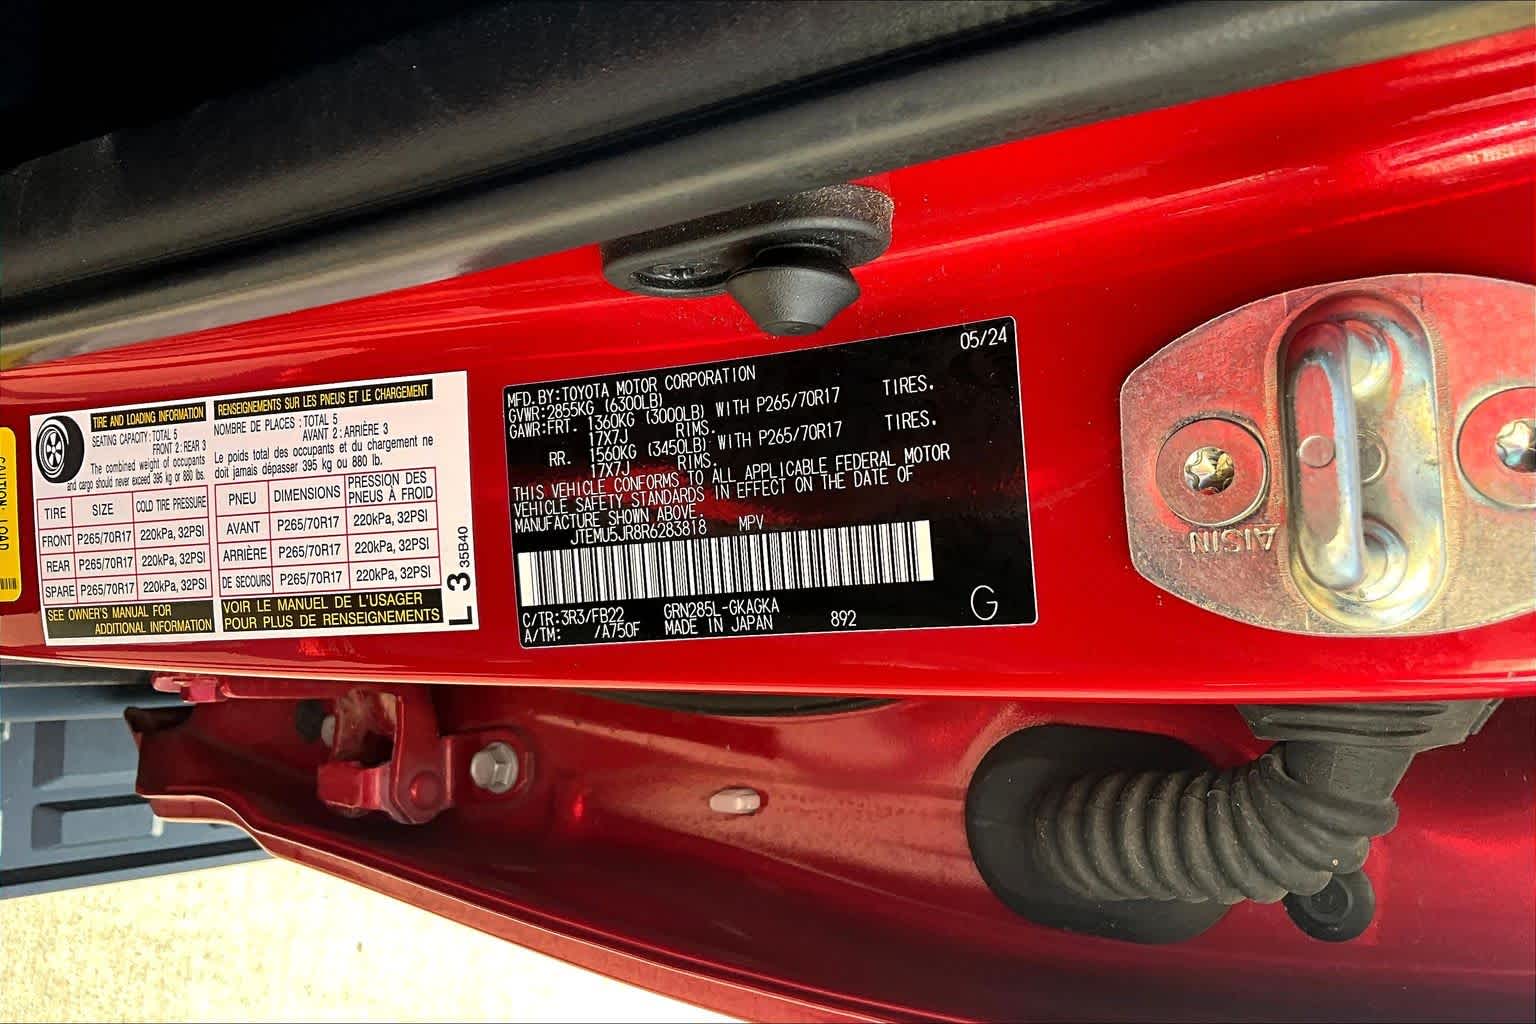 CAUTION: LOAD
TIRE AND LOADING INFORMATION
SEATING CAPACITY: TOTAL 5
FRONT 2: REAR 3
The combined weight of occupants
and cargo should never exceed 395 kg or 880 lbs.
RENSEIGNEMENTS SUR LES PNEUS ET LE CHARGEMENT
NOMBRE DE PLACES : TOTAL 5
AVANT 2 : ARRIÈRE 3
Le poids total des occupants et du chargement ne
doit jamais dépasser 395 kg ou 880 lb.
TIRE SIZE COLD TIRE PRESSURE
FRONT P265/70R17 220kPa, 32PSI
REAR P265/70R17 220kPa, 32PSI
SPARE P265/70R17 220kPa, 32PSI
SEE OWNER'S MANUAL FOR
ADDITIONAL INFORMATION
PNEU DIMENSIONS PRESSION DES
PNEUS À FROID
AVANT P265/70R17 220kPa, 32PSI
ARRIÈRE P265/70R17 220kPa, 32PSI
DE SECOURS P265/70R17 220kPa, 32PSI
VOIR LE MANUEL DE L'USAGER
POUR PLUS DE RENSEIGNEMENTS
L 3 35B40
05/24
MFD. BY: TOYOTA MOTOR CORPORATION
GVWR: 2855KG (6300LB)
GAWR: FRT. 1360KG (3000LB) WITH P265/70R17 TIRES.
17X7J RIMS.
RR. 1560KG (3450LB) WITH P265/70R17 TIRES.
17X7J RIMS.
THIS VEHICLE CONFORMS TO ALL APPLICABLE FEDERAL MOTOR
VEHICLE SAFETY STANDARDS IN EFFECT ON THE DATE OF
MANUFACTURE SHOWN ABOVE.
JTEMU5JR8R6283818 MPV
C/TR: 3R3/FB22 GRN285L-GKAGKA
A/TM: /A750F MADE IN JAPAN 892
G
AISIN